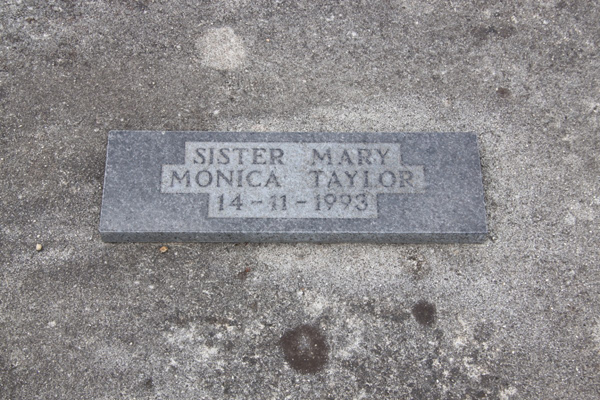 SISTER MARY
MONICA TAYLOR
14-11-1993